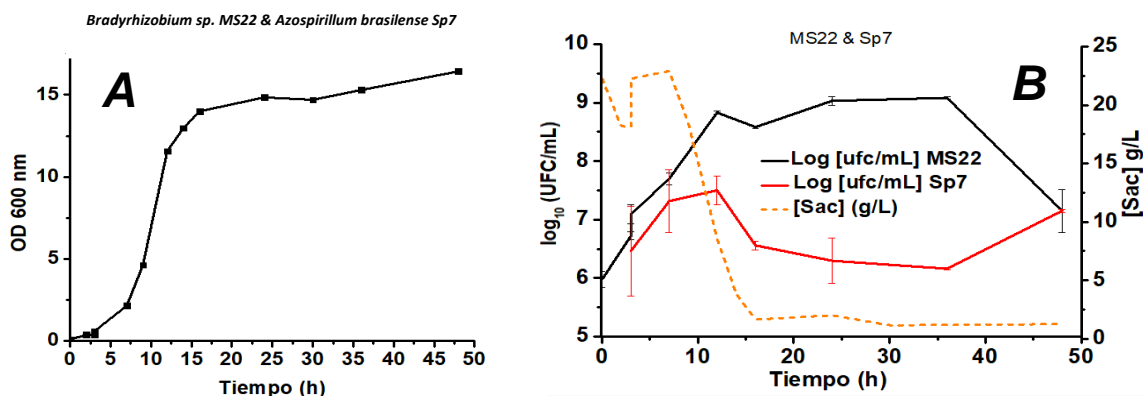 Bradyrhizobium sp. MS22 & Azospirillum brasilense Sp7
A
OD 600 nm
15
10
5
0
0 5 10 15 20 25 30 35 40 45 50
Tiempo (h)
MS22 & Sp7
B
log10 (UFC/mL)
10
9
8
7
6
5
Log [ufc/mL] MS22
Log [ufc/mL] Sp7
[Sac] (g/L)
25
20
15
10
5
0
[Sac] g/L
0 10 20 30 40 50
Tiempo (h)